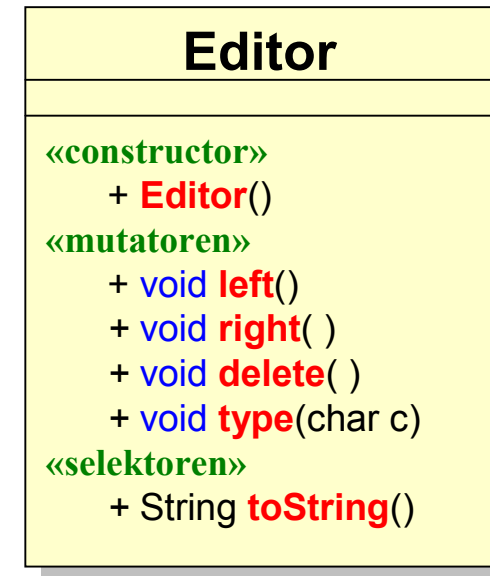 Editor
«constructor»
+ Editor()
«mutatoren»
+ void left()
+ void right( )
+ void delete( )
+ void type(char c)
«selektoren»
+ String toString()